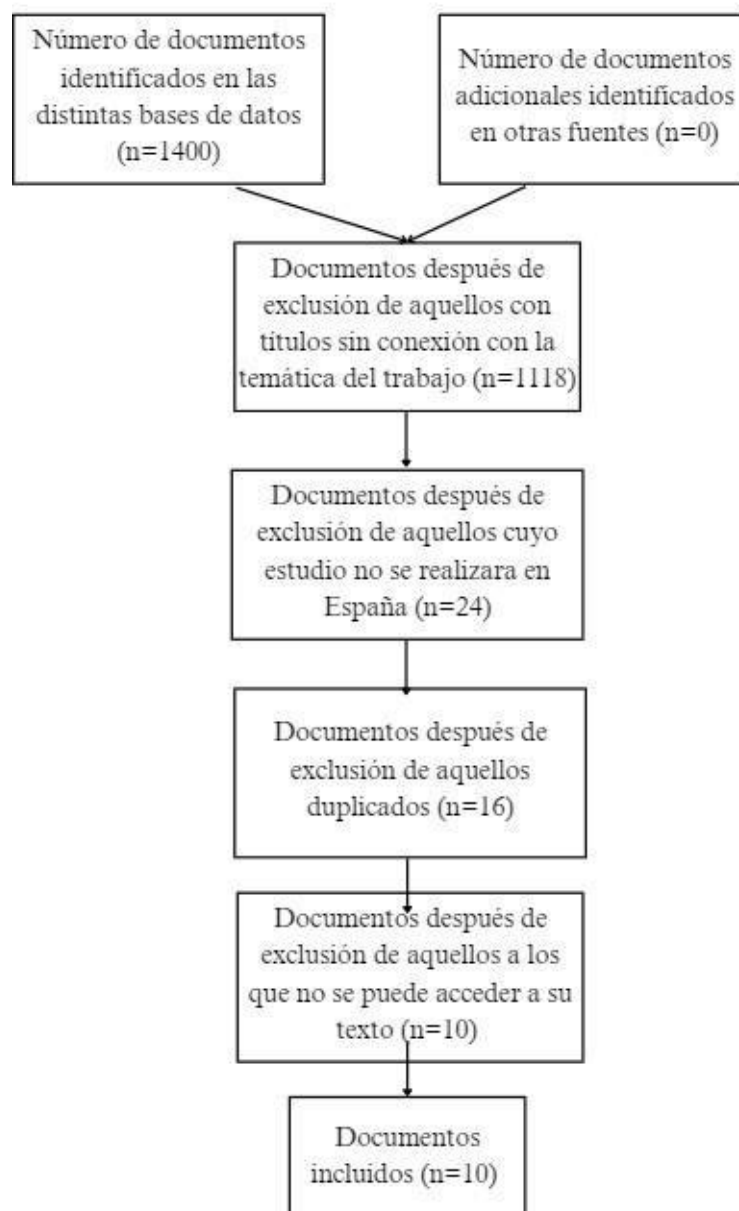 Número de documentos
identificados en las
distintas bases de datos
(n=1400)
Número de documentos
adicionales identificados
en otras fuentes (n=0)
Documentos después de
exclusión de aquellos con
títulos sin conexión con la
temática del trabajo (n=1118)
Documentos después de
exclusión de aquellos cuyo
estudio no se realizara en
España (n=24)
Documentos después de
exclusión de aquellos
duplicados (n=16)
Documentos después de
exclusión de aquellos a los
que no se puede acceder a su
texto (n=10)
Documentos
incluidos (n=10)